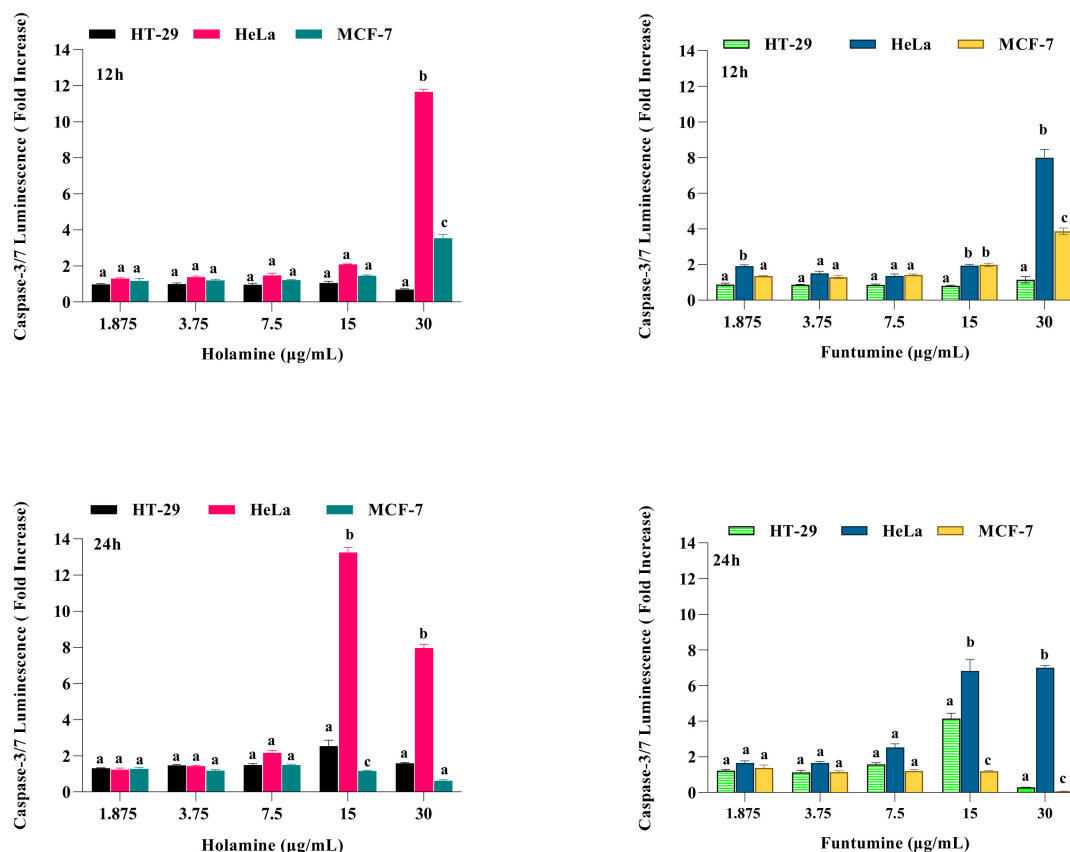 HT-29 HeLa MCF-7
12h
Caspase-3/7 Luminescence ( Fold Increase)
14
12
10
8
6
4
2
0
a a a a a a a a a a a a a b c
1.875 3.75 7.5 15 30
Holamine (µg/mL)
HT-29 HeLa MCF-7
12h
Caspase-3/7 Luminescence ( Fold Increase)
14
12
10
8
6
4
2
0
a b a a a a a a a a b b a b c
1.875 3.75 7.5 15 30
Funtumine (µg/mL)
HT-29 HeLa MCF-7
24h
Caspase-3/7 Luminescence ( Fold Increase)
14
12
10
8
6
4
2
0
a a a a a a a a a a b c a b a
1.875 3.75 7.5 15 30
Holamine (µg/mL)
HT-29 HeLa MCF-7
24h
Caspase-3/7 Luminescence ( Fold Increase)
14
12
10
8
6
4
2
0
a a a a a a a a a a b c a b c
1.875 3.75 7.5 15 30
Funtumine (µg/mL)